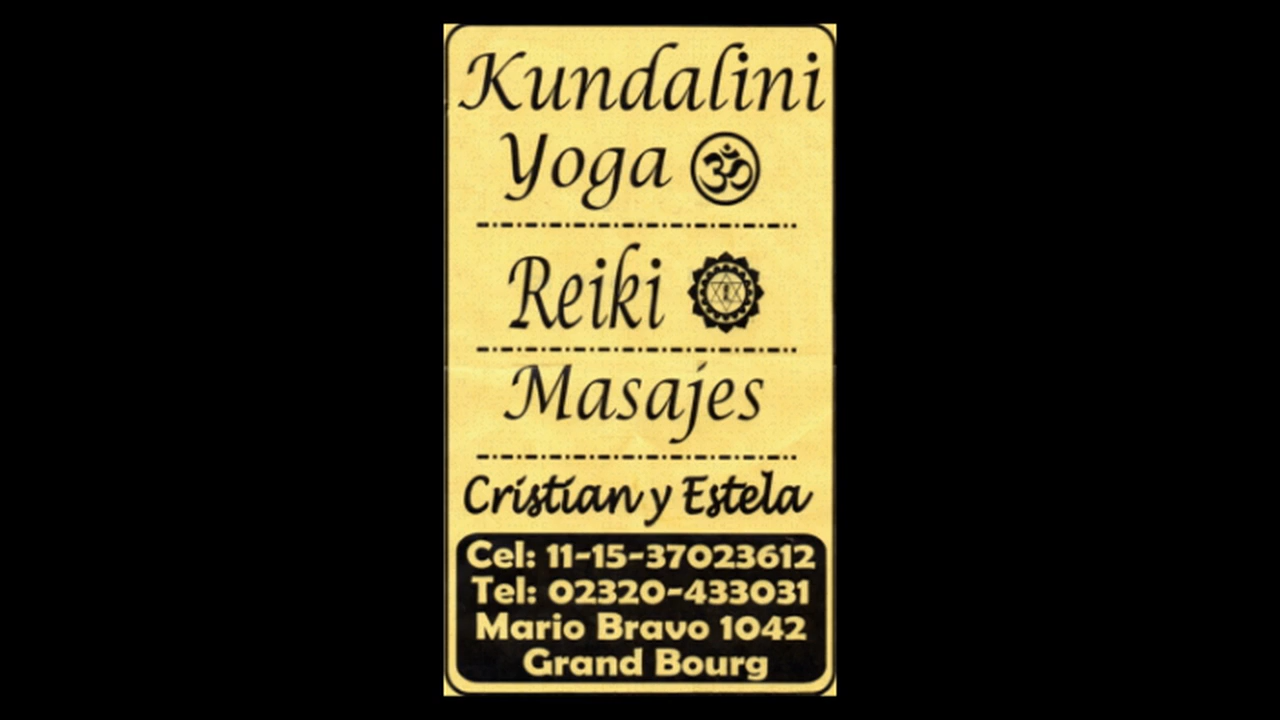 Kundalini
Yoga ॐ
Reiki
Masajes
Cristian y Estela
Cel: 11-15-37023612
Tel: 02320-433031
Mario Bravo 1042
Grand Bourg